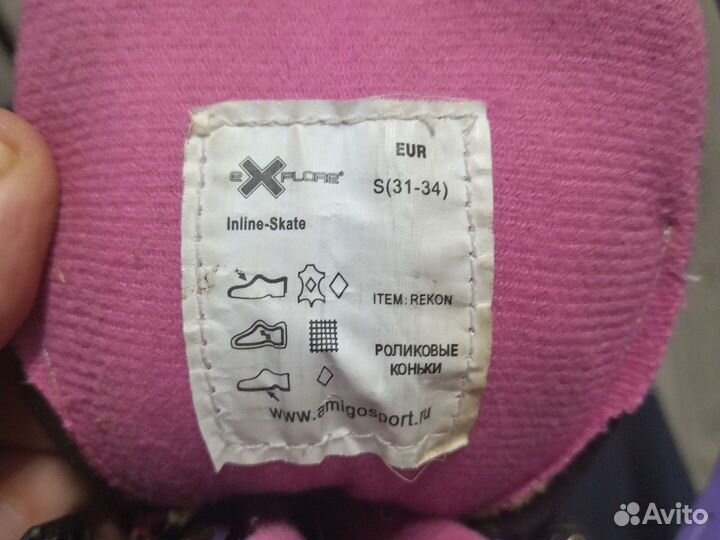 EUR
eXPLORE
S(31-34)
Inline-Skate
ITEM: REKON
РОЛИКОВЫЕ
КОНЬКИ
www.amigosport.ru
Avito